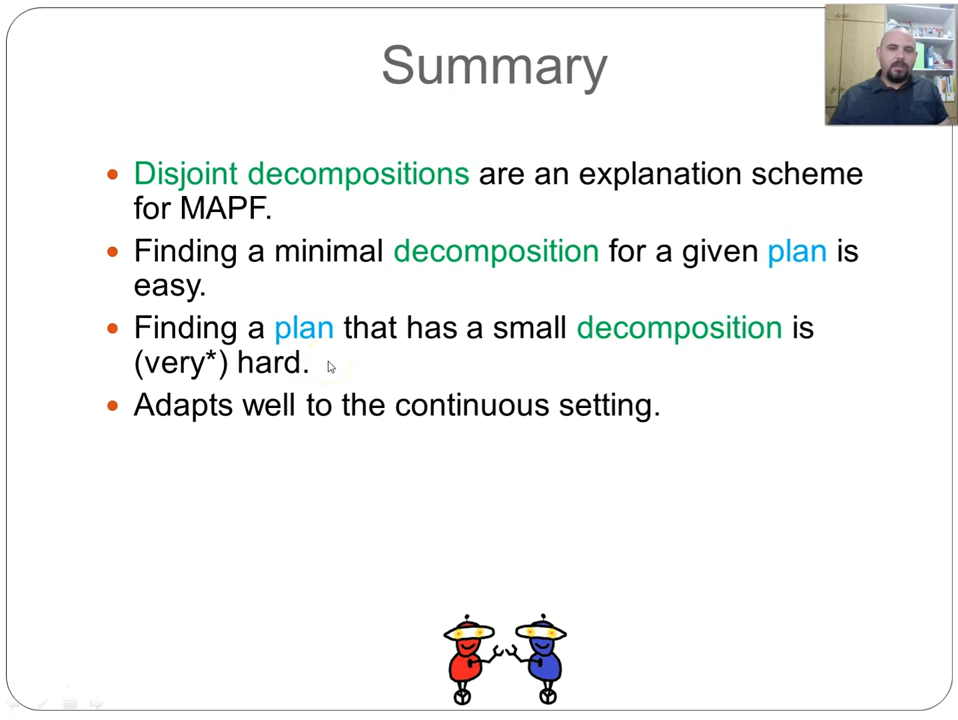 Summary
• Disjoint decompositions are an explanation scheme
for MAPF.
• Finding a minimal decomposition for a given plan is
easy.
• Finding a plan that has a small decomposition is
(very*) hard.
• Adapts well to the continuous setting.